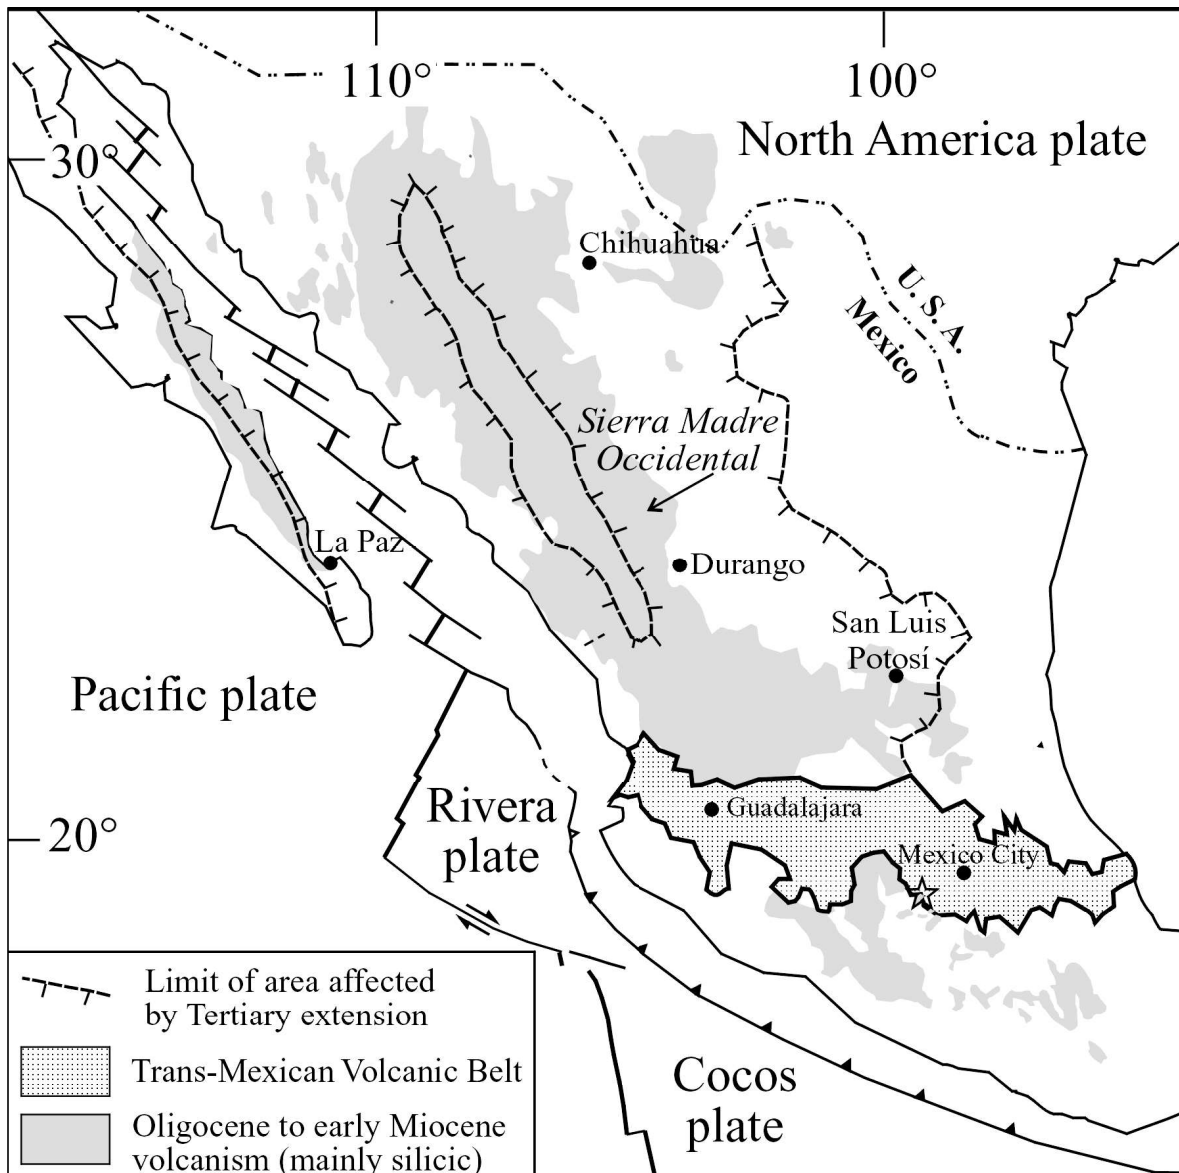 110°
100°
North America plate
30°
Chihuahua
U. S. A.
Mexico
Sierra Madre
Occidental
La Paz
Durango
San Luis
Potosí
Pacific plate
Rivera
plate
Guadalajara
20°
Mexico City
Limit of area affected
by Tertiary extension
Trans-Mexican Volcanic Belt
Cocos
plate
Oligocene to early Miocene
volcanism (mainly silicic)